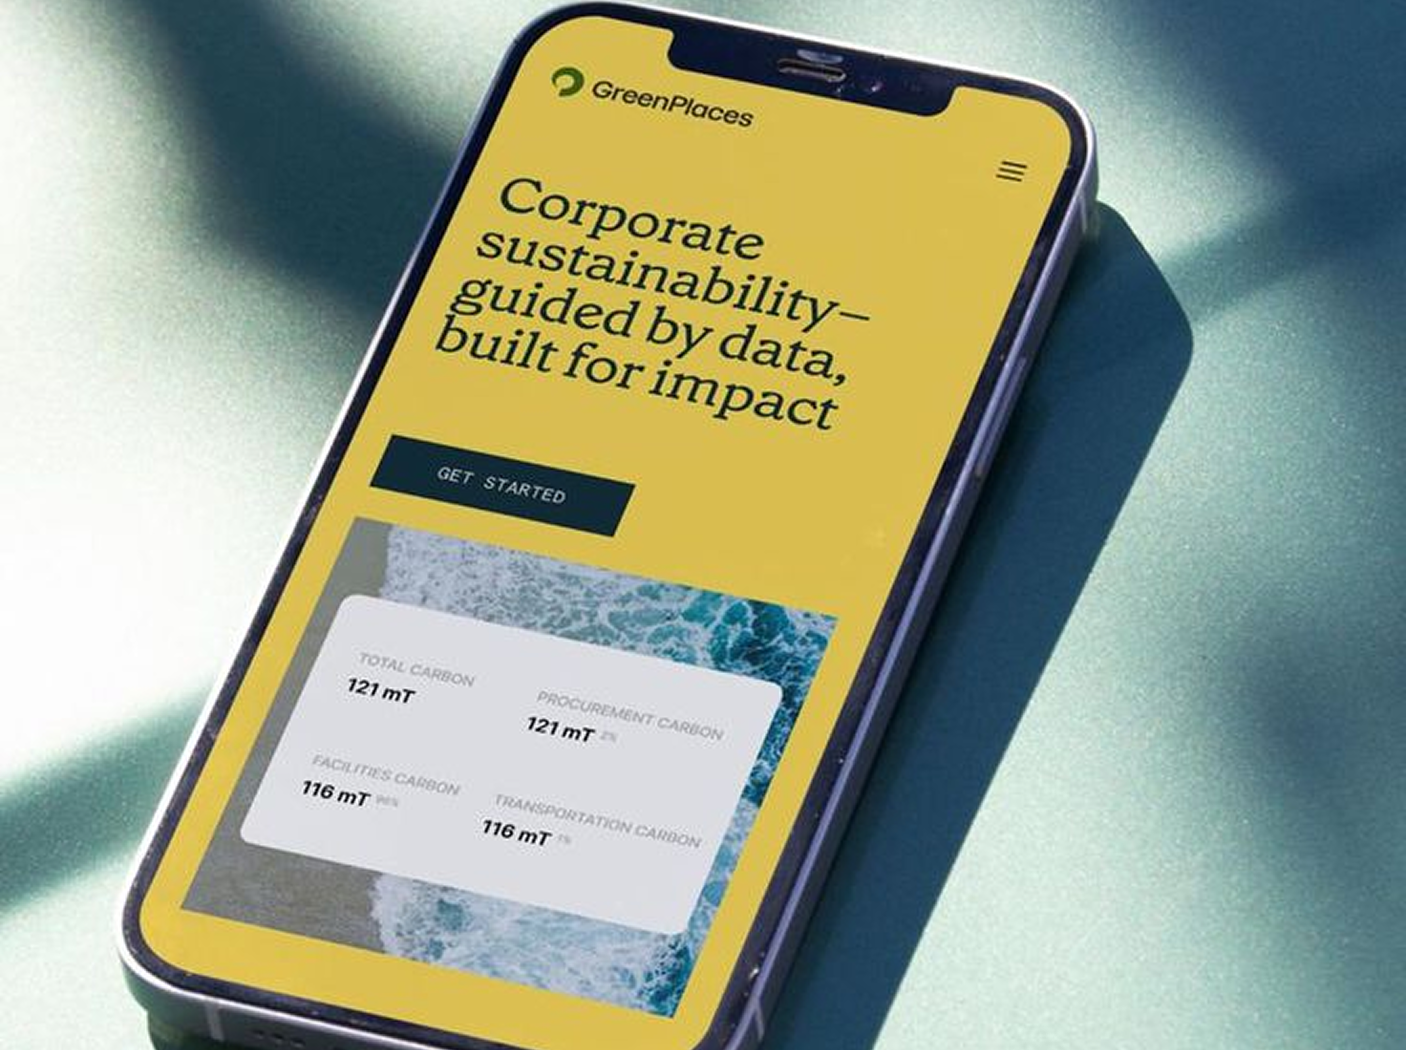 GreenPlaces
Corporate
sustainability–
guided by data,
built for impact
GET STARTED
TOTAL CARBON
121 mT
PROCUREMENT CARBON
121 mT 2%
FACILITIES CARBON
116 mT 96%
TRANSPORTATION CARBON
116 mT 1%